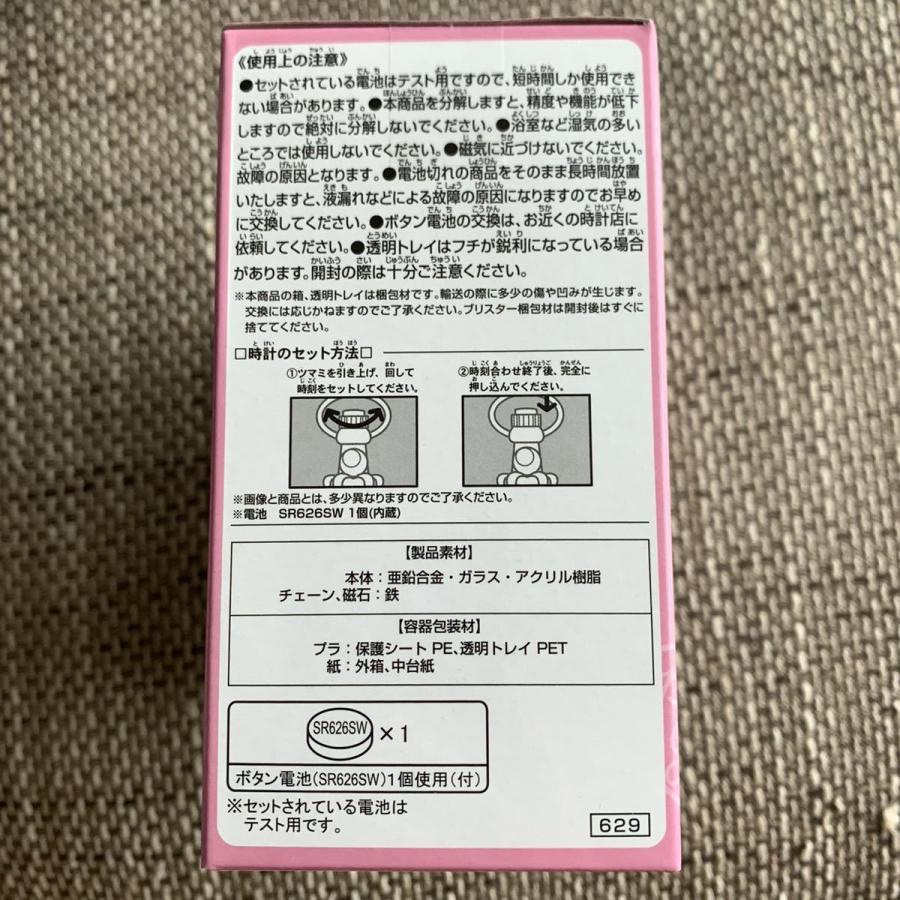 《使用上の注意》
●セットされている電池はテスト用ですので、短時間しか使用でき
ない場合があります。●本商品を分解しますと、精度や機能が低下
しますので絶対に分解しないでください。●浴室など湿気の多い
ところでは使用しないでください。●磁気に近づけないでください。
故障の原因となります。●電池切れの商品をそのまま長時間放置
いたしますと、液漏れなどによる故障の原因になりますのでお早め
に交換してください。●ボタン電池の交換は、お近くの時計店に
依頼してください。●透明トレイはフチが鋭利になっている場合
があります。開封の際は十分ご注意ください。
※本商品の箱、透明トレイは梱包材です。輸送の際に多少の傷や凹みが生じます。
交換には応じかねますのでご了承ください。ブリスター梱包材は開封後はすぐに
捨ててください。
□時計のセット方法□
①ツマミを引き上げ、回して
時刻をセットしてください。
②時刻合わせ終了後、完全に
押し込んでください。
※画像と商品とは、多少異なりますのでご了承ください。
※電池 SR626SW 1個(内蔵)
【製品素材】
本体:亜鉛合金・ガラス・アクリル樹脂
チェーン、磁石:鉄
【容器包装材】
プラ:保護シート PE、透明トレイ PET
紙:外箱、中台紙
SR626SW ×1
ボタン電池(SR626SW)1個使用(付)
※セットされている電池は
テスト用です。
629